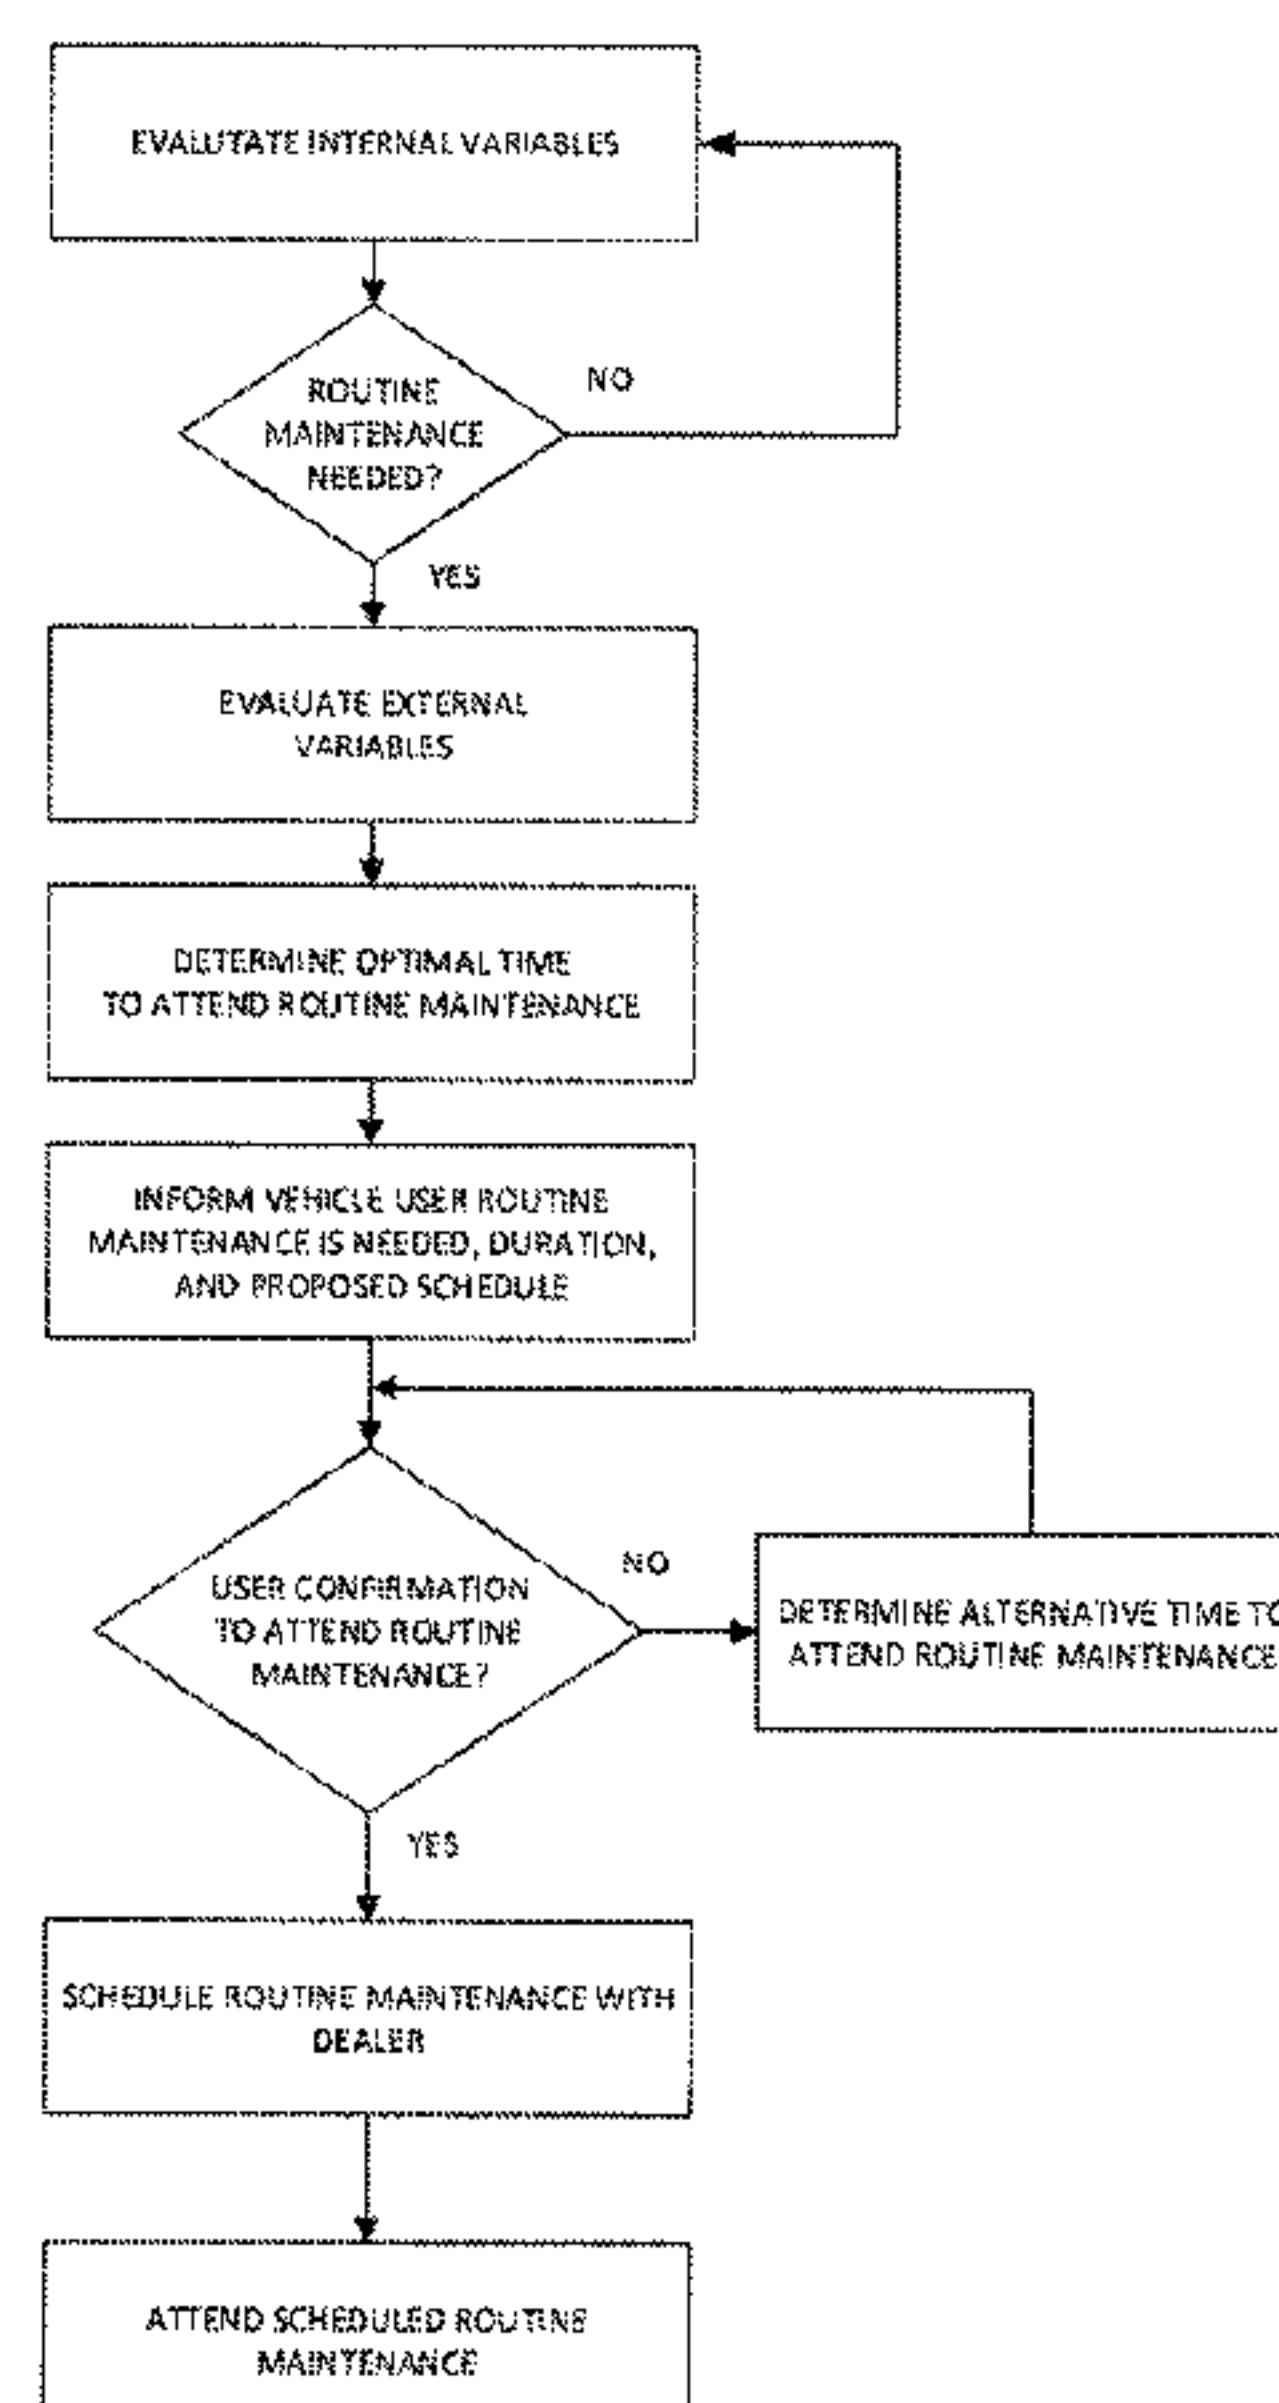 EVALUTATE INTERNAL VARIABLES
ROUTINE
MAINTENANCE
NEEDED?
NO
YES
EVALUATE EXTERNAL
VARIABLES
DETERMINE OPTIMAL TIME
TO ATTEND ROUTINE MAINTENANCE
INFORM VEHICLE USER ROUTINE
MAINTENANCE IS NEEDED, DURATION,
AND PROPOSED SCHEDULE
USER CONFIRMATION
TO ATTEND ROUTINE
MAINTENANCE?
NO
DETERMINE ALTERNATIVE TIME TO
ATTEND ROUTINE MAINTENANCE
YES
SCHEDULE ROUTINE MAINTENANCE WITH
DEALER
ATTEND SCHEDULED ROUTINE
MAINTENANCE